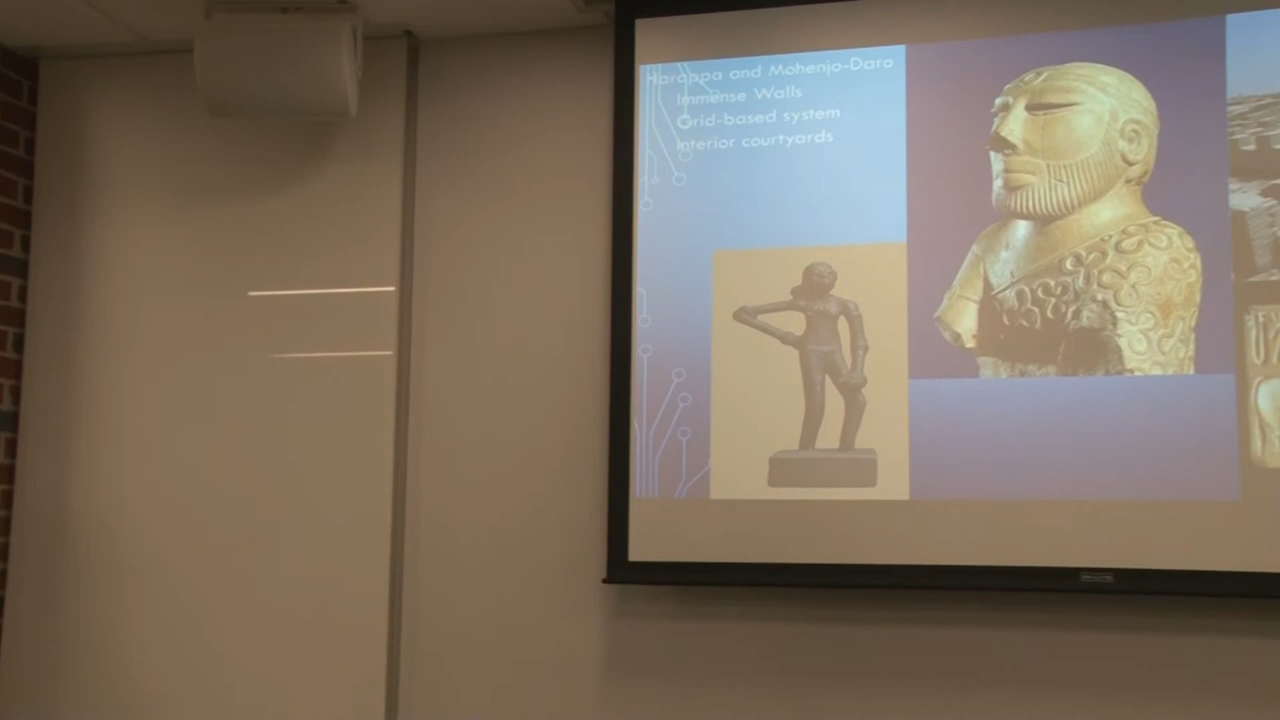 Harappa and Mohenjo-Daro
Immense Walls
Grid-based system
Interior courtyards